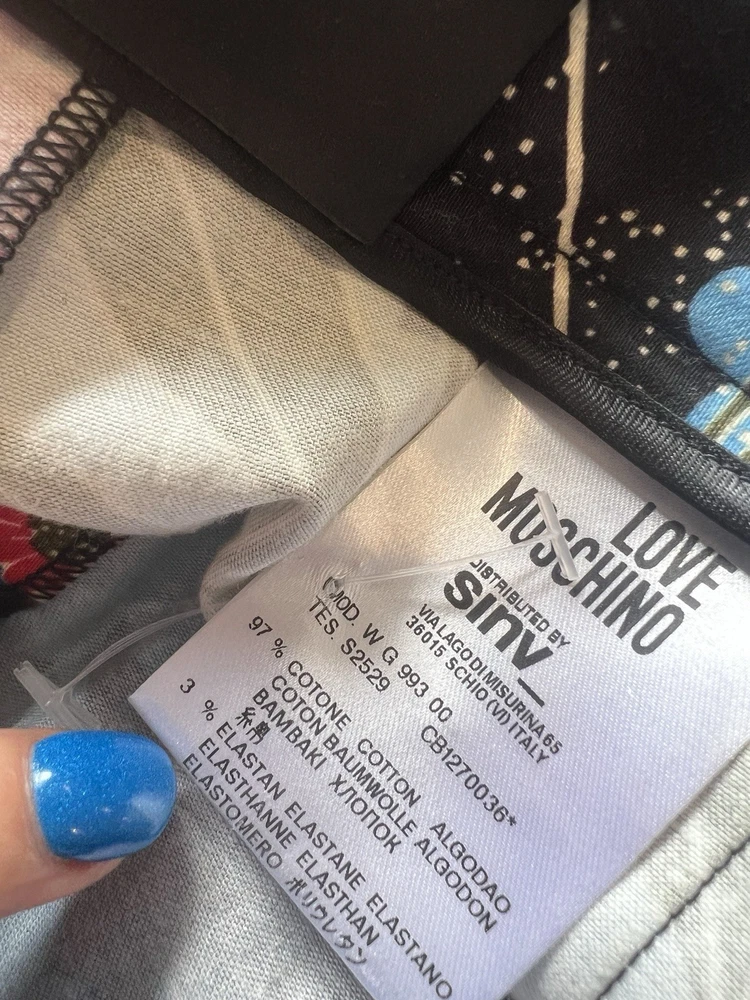 LOVE
MOSCHINO
DISTRIBUTED BY
sinv_
VIA LAGO DI MISURINA 65
36015 SCHIO (VI) ITALY
MOD. W G 993 00
TES. S2529 CB1270036*
97 % COTONE COTTON ALGODAO
COTON BAUMWOLLE ALGODON
BAMBAKI ХЛОПОК
3 % ELASTAN ELASTANE ELASTANO
ELASTHANNE ELASTHAN
ELASTOMERO ポリウレタン